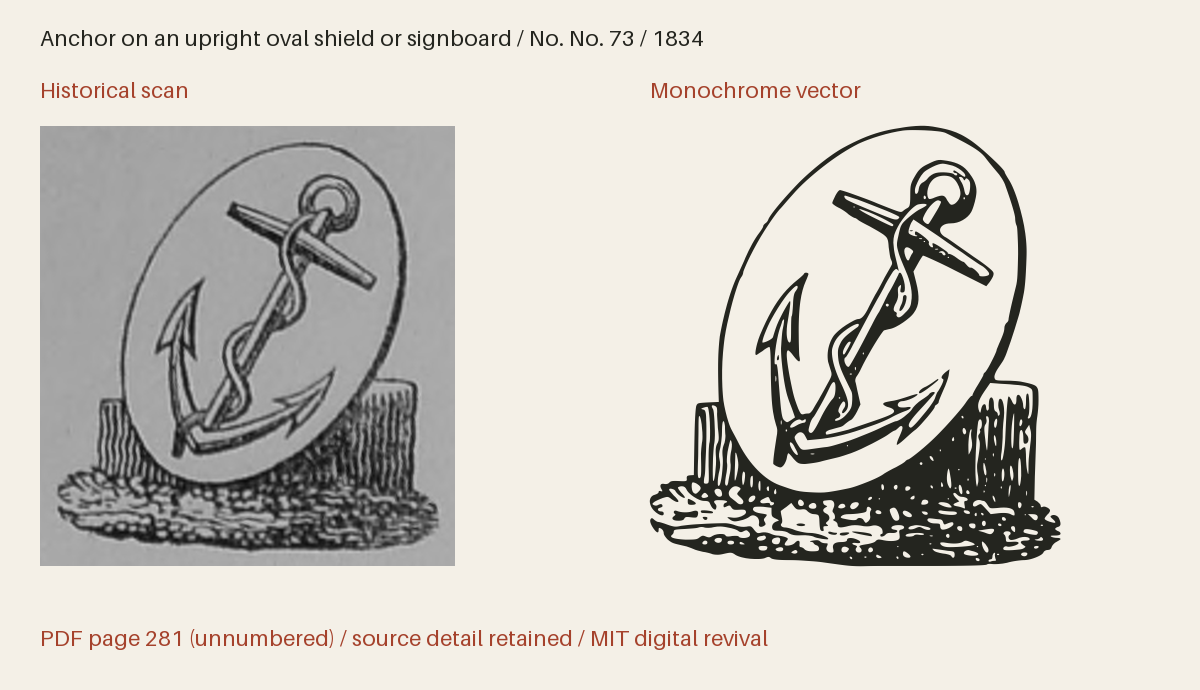 Anchor on an upright oval shield or signboard / No. No. 73 / 1834
Historical scan
Monochrome vector
PDF page 281 (unnumbered) / source detail retained / MIT digital revival